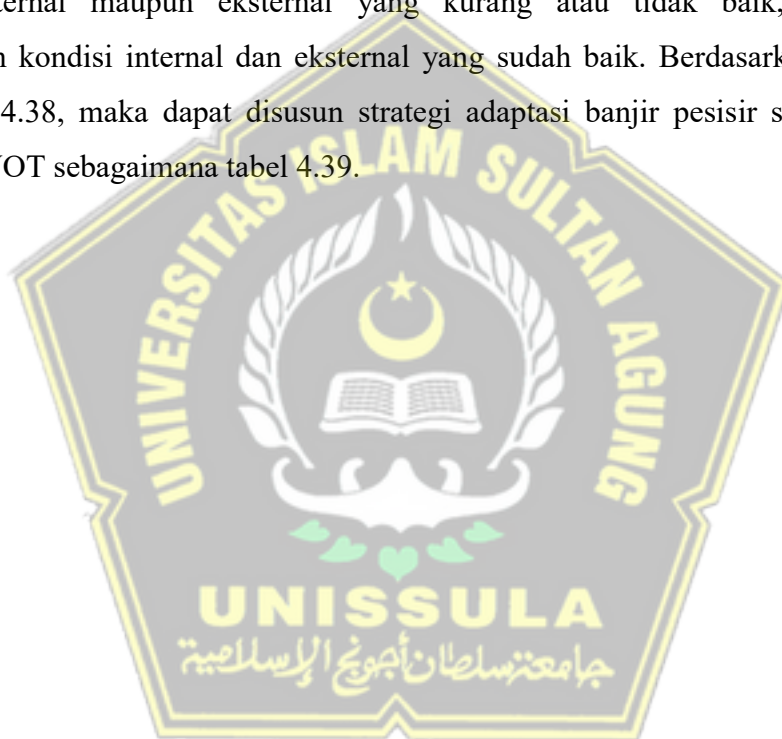 ternal maupun eksternal yang kurang atau tidak baik,
kondisi internal dan eksternal yang sudah baik. Berdasark
4.38, maka dapat disusun strategi adaptasi banjir pesisir s
OT sebagaimana tabel 4.39.
UNIVERSITAS ISLAM SULTAN AGUNG
UNISSULA
جامعة سلطان أجونج الإسلامية